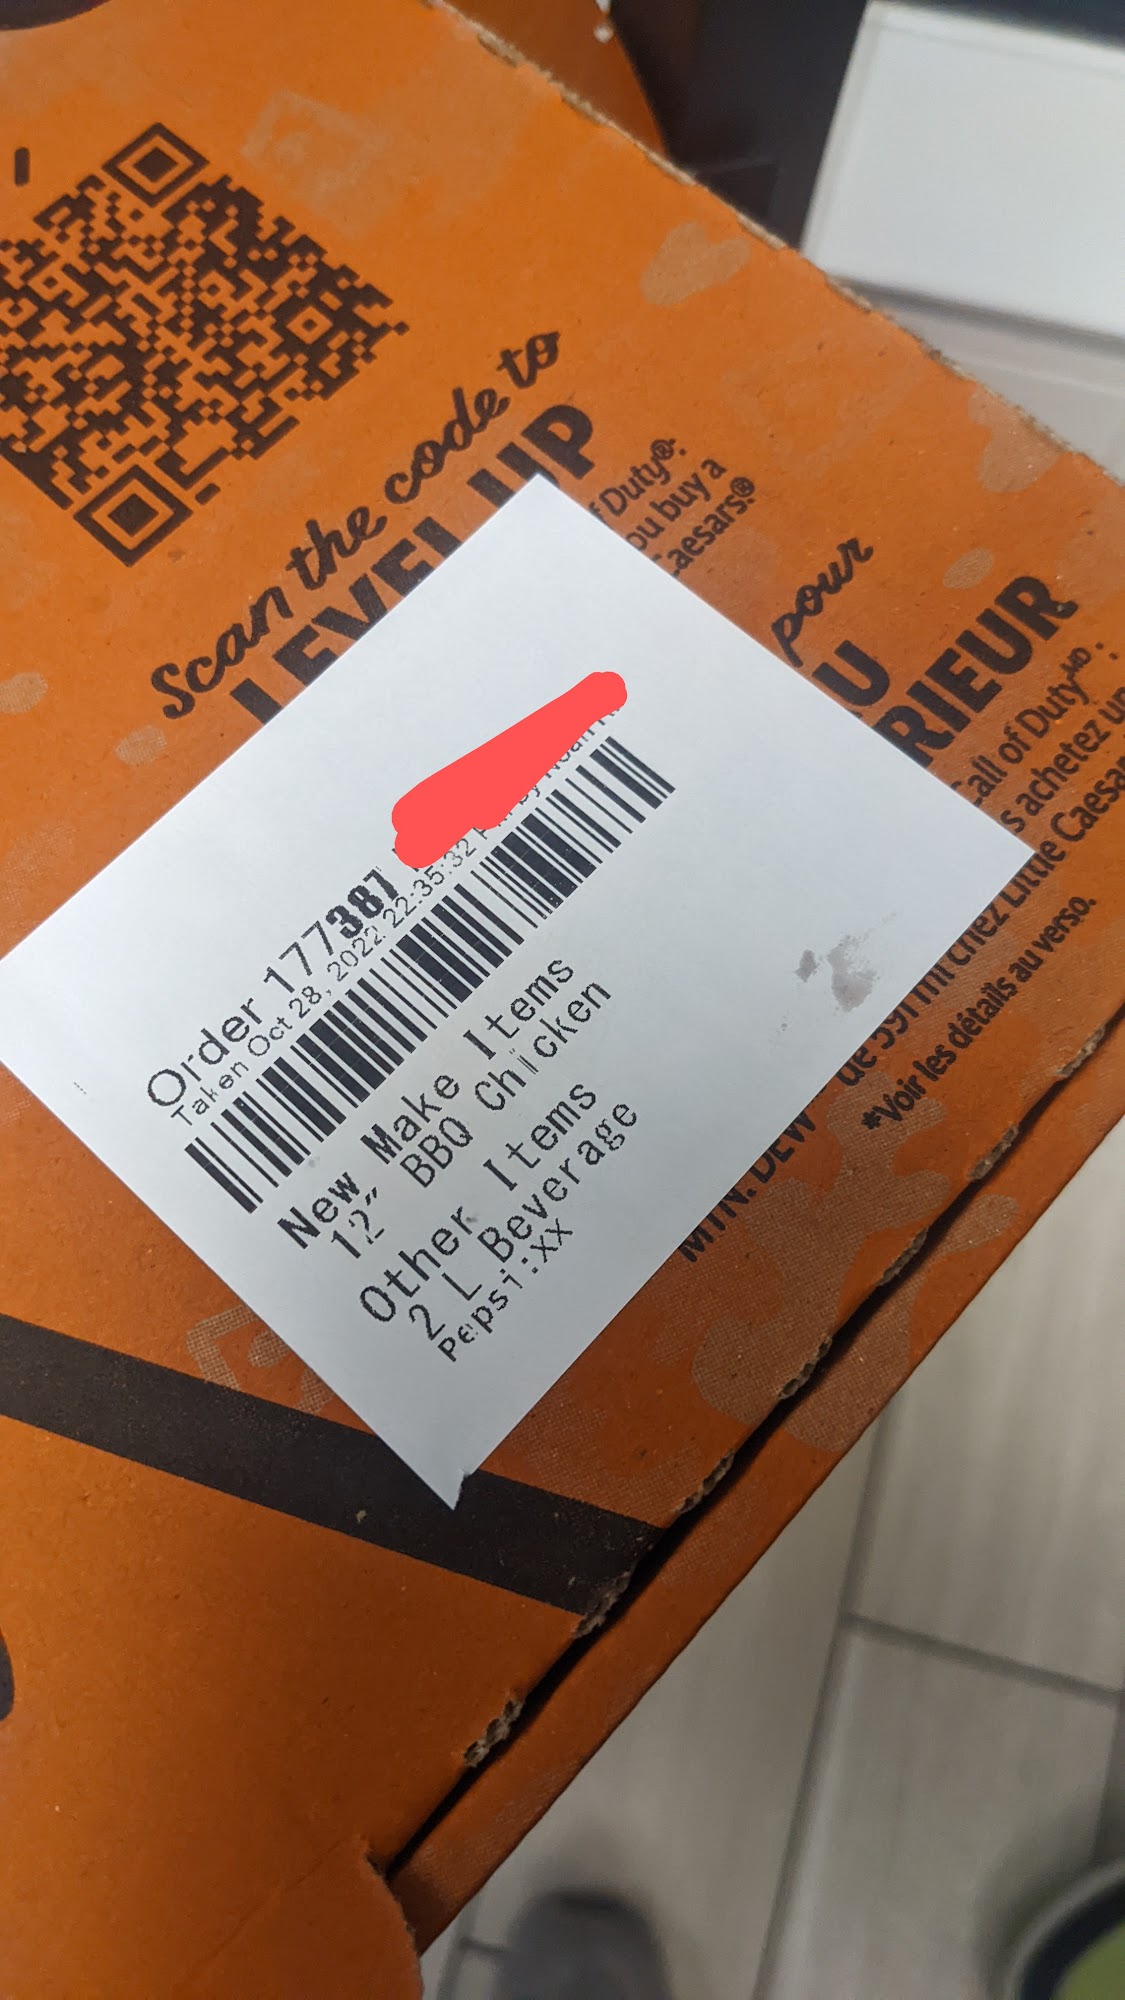 Scan the code to
LEVEL UP
f Duty®.
ou buy a
aesars®
pour
U
RIEUR
Call of Duty MD.
s achetez un
chez Little Caesar
de 591 ml
MTN. DEW
*Voir les détails au verso.
Order 177387
Taken Oct 28, 2022 22:35:32
New Make Items
12" BBQ Chicken
Other Items
2 L Beverage
Pepsi:xx